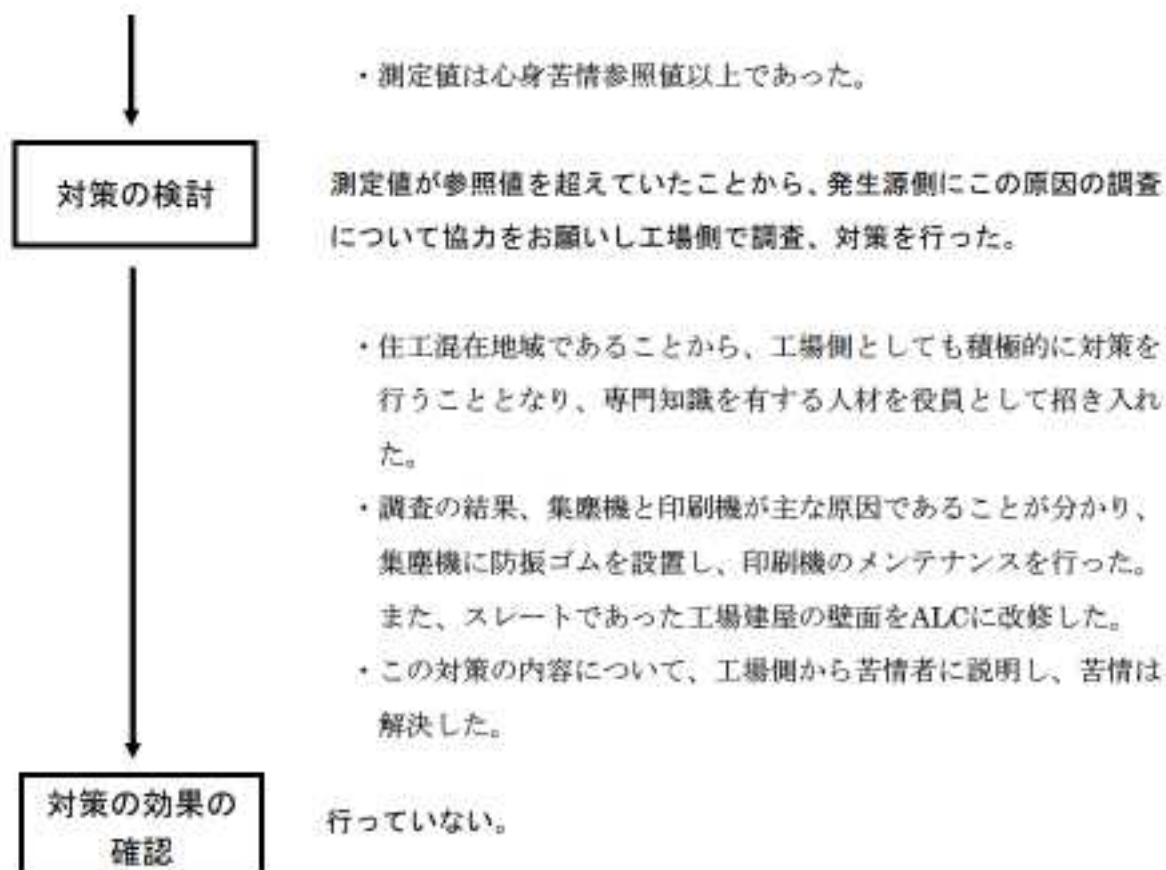 ・測定値は心身苦情参照値以上であった。
対策の検討
測定値が参照値を超えていたことから、発生源側にこの原因の調査
について協力をお願いし工場側で調査、対策を行った。
・住工混在地域であることから、工場側としても積極的に対策を
行うこととなり、専門知識を有する人材を役員として招き入れ
た。
・調査の結果、集塵機と印刷機が主な原因であることが分かり、
集塵機に防振ゴムを設置し、印刷機のメンテナンスを行った。
また、スレートであった工場建屋の壁面をALCに改修した。
・この対策の内容について、工場側から苦情者に説明し、苦情は
解決した。
対策の効果の
確認
行っていない。